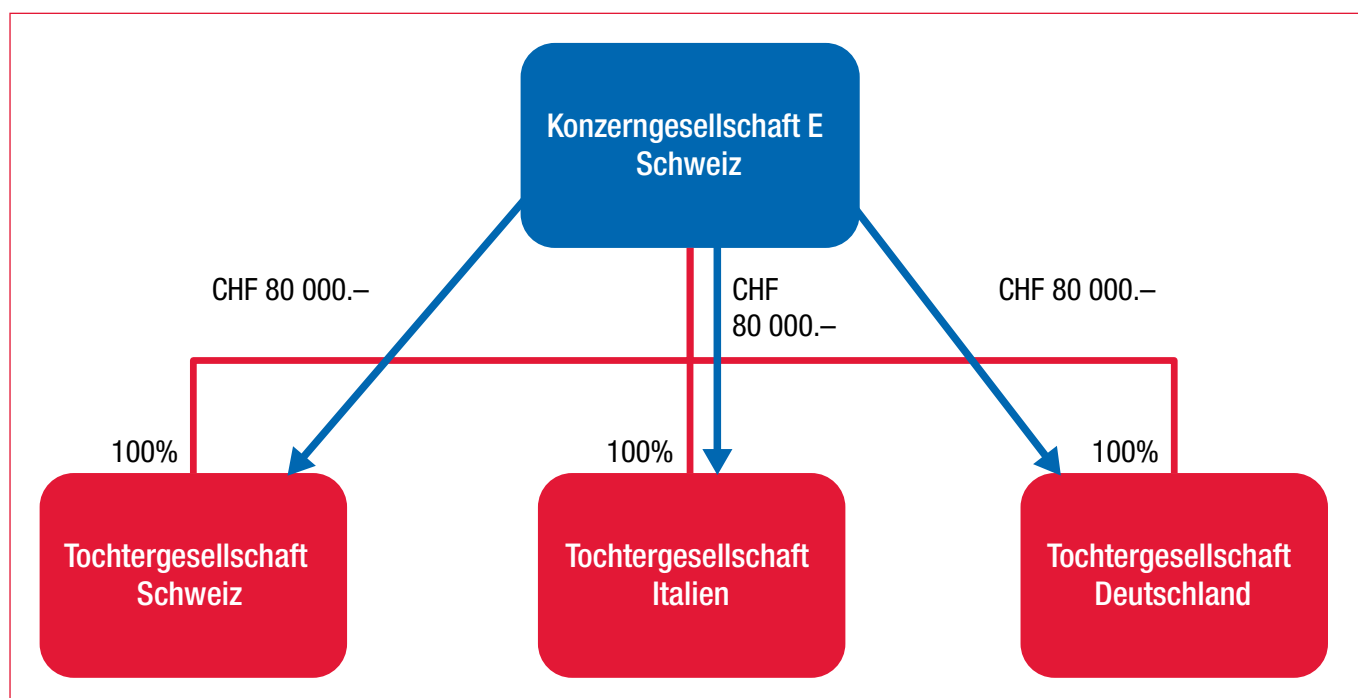 Konzerngesellschaft E
Schweiz
CHF 80 000.–
CHF
80 000.–
CHF 80 000.–
100%
100%
100%
Tochtergesellschaft
Schweiz
Tochtergesellschaft
Italien
Tochtergesellschaft
Deutschland